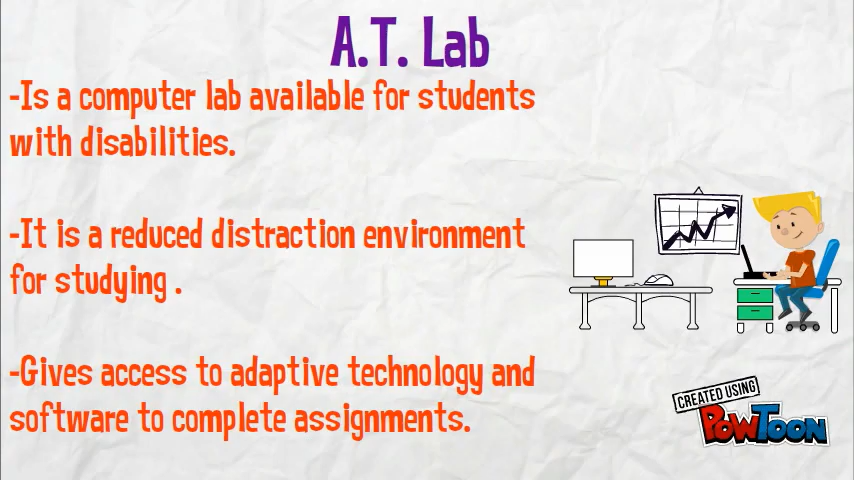 A.T. Lab
-Is a computer lab available for students
with disabilities.
-It is a reduced distraction environment
for studying .
-Gives access to adaptive technology and
software to complete assignments.
CREATED USING
POWTOON